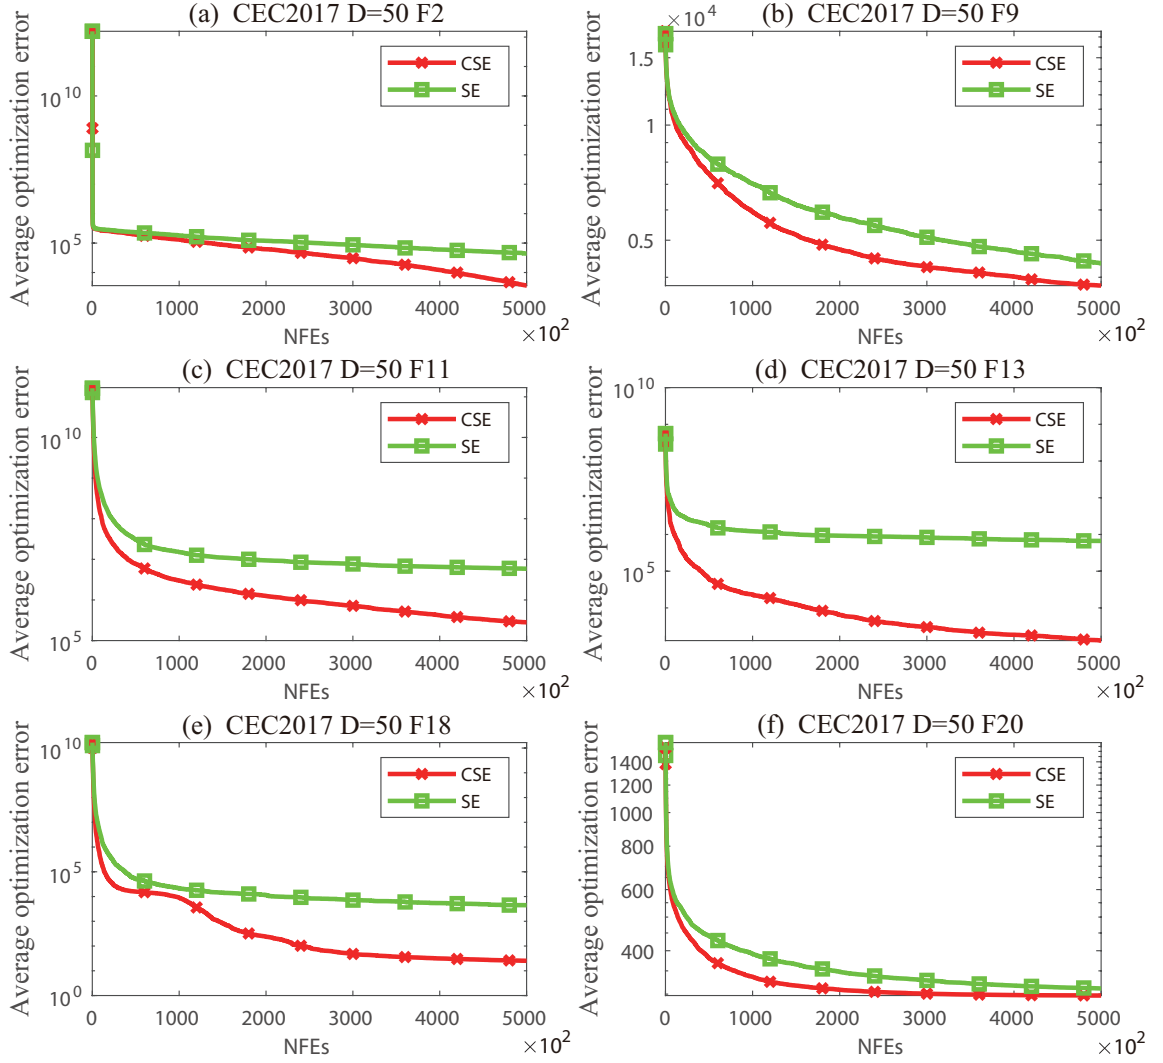 (a) CEC2017 D=50 F2
Average optimization error
10^10
10^5
CSE
SE
0 1000 2000 3000 4000 5000
NFEs
×10^2
(b) CEC2017 D=50 F9
Average optimization error
×10^4
1.5
1
0.5
CSE
SE
0 1000 2000 3000 4000 5000
NFEs
×10^2
(c) CEC2017 D=50 F11
Average optimization error
10^10
10^5
CSE
SE
0 1000 2000 3000 4000 5000
NFEs
×10^2
(d) CEC2017 D=50 F13
Average optimization error
10^10
10^5
CSE
SE
0 1000 2000 3000 4000 5000
NFEs
×10^2
(e) CEC2017 D=50 F18
Average optimization error
10^10
10^5
10^0
CSE
SE
0 1000 2000 3000 4000 5000
NFEs
×10^2
(f) CEC2017 D=50 F20
Average optimization error
1400
1200
1000
800
600
400
CSE
SE
0 1000 2000 3000 4000 5000
NFEs
×10^2